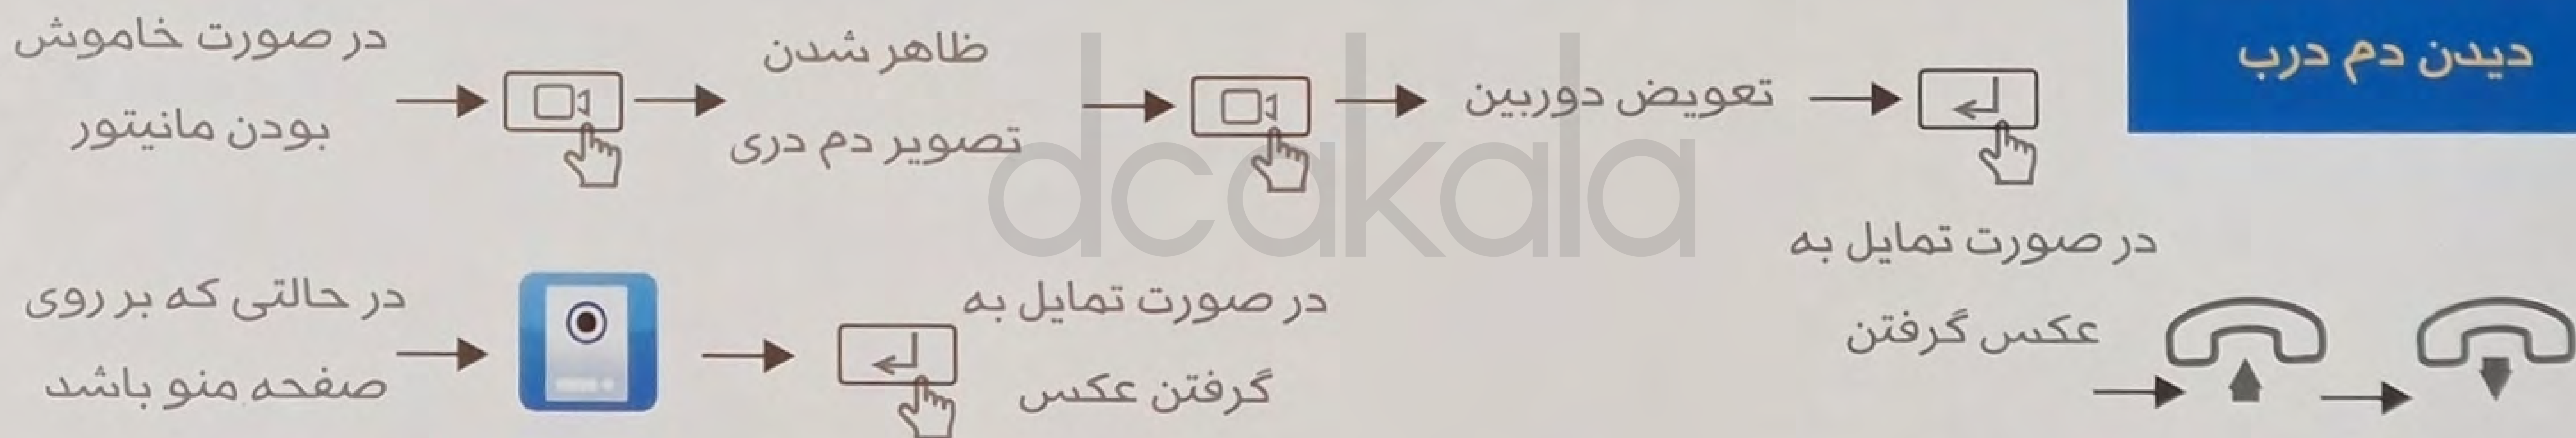 دیدن دم درب
در صورت خاموش
بودن مانیتور
ظاهر شدن
تصویر دم دری
تعویض دوربین
در صورت تمایل به
عکس گرفتن
در حالتی که بر روی
صفحه منو باشد
در صورت تمایل به
گرفتن عکس
dcakala